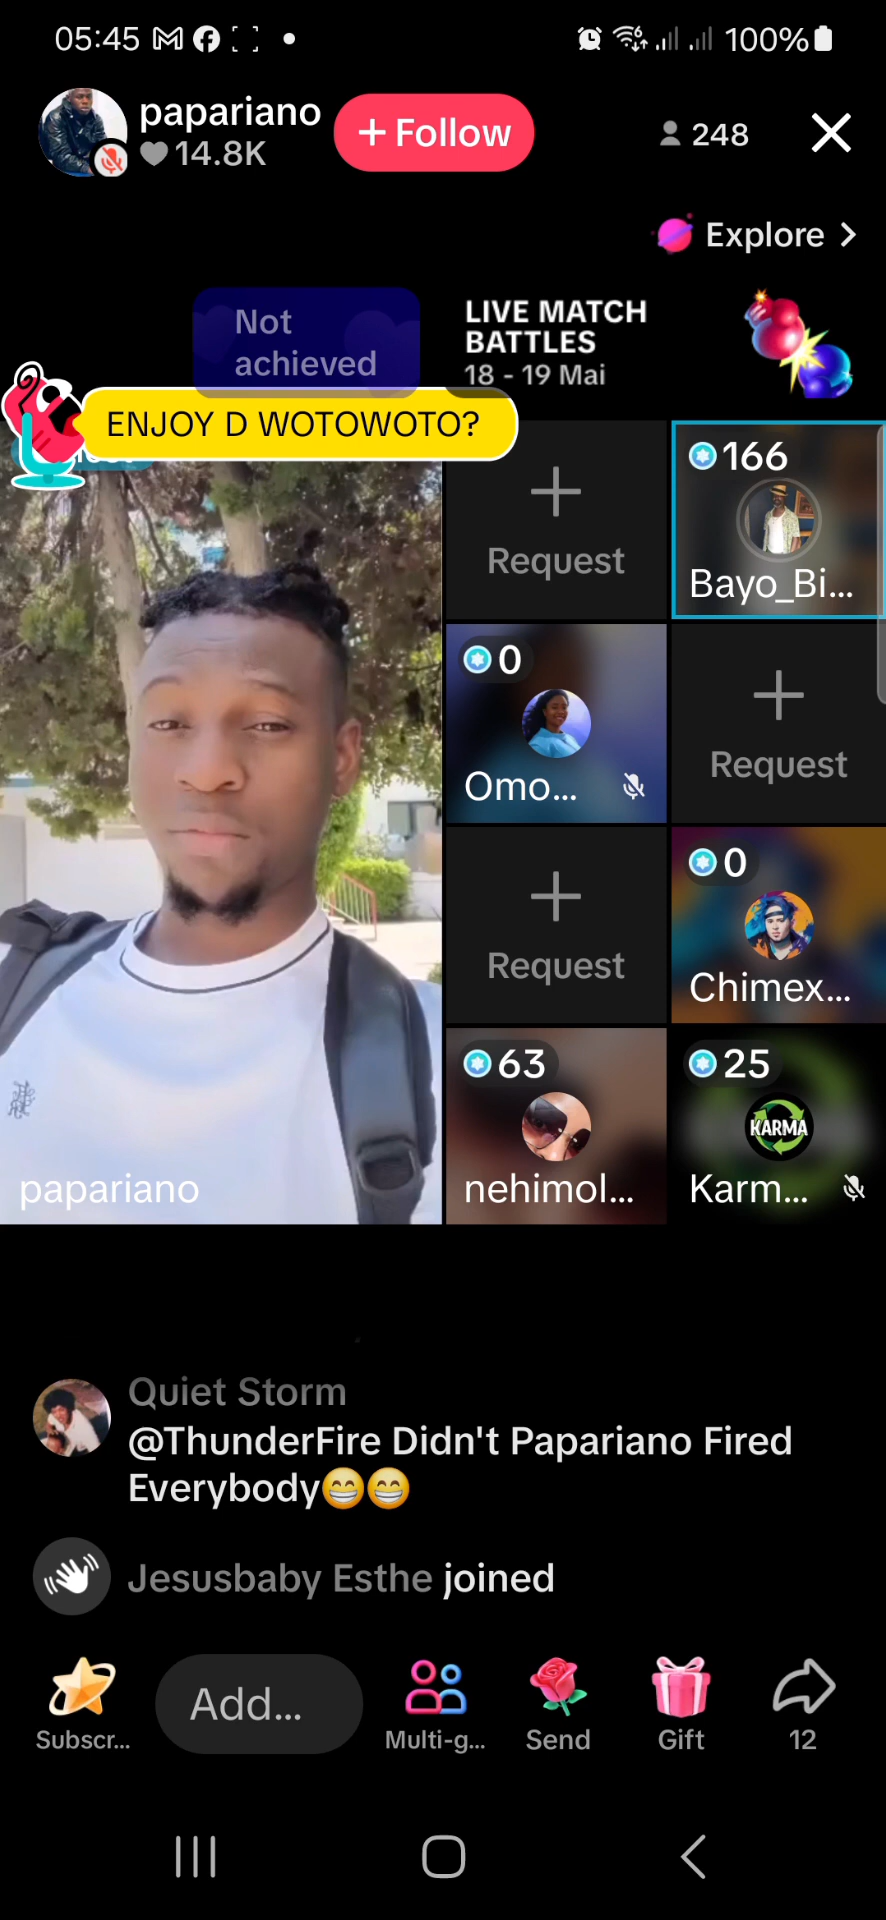 05:45
100%
papariano
14.8K
+ Follow
248
Explore >
Not
achieved
LIVE MATCH
BATTLES
18 - 19 Mai
ENJOY D WOTOWOTO?
Request
166
Bayo_Bi...
0
Omo...
Request
Request
0
Chimex...
63
nehimol...
25
KARMA
Karm...
papariano
Quiet Storm
@ThunderFire Didn't Papariano Fired
Everybody😁😁
Jesusbaby Esthe joined
Add...
Subscr...
Multi-g...
Send
Gift
12